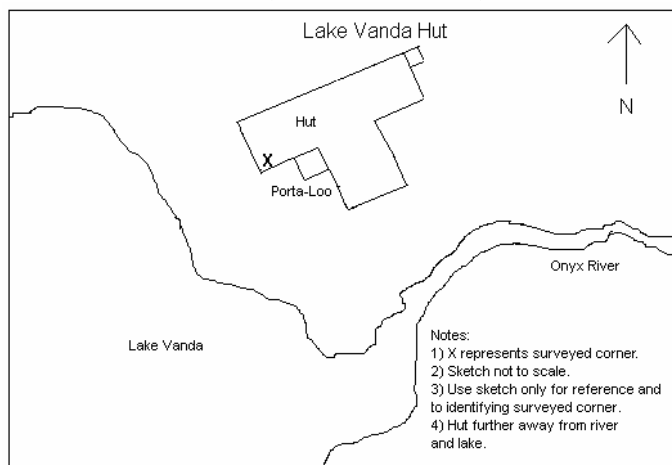 Lake Vanda Hut
N
Hut
X
Porta-Loo
Onyx River
Lake Vanda
Notes:
1) X represents surveyed corner.
2) Sketch not to scale.
3) Use sketch only for reference and
to identifying surveyed corner.
4) Hut further away from river
and lake.